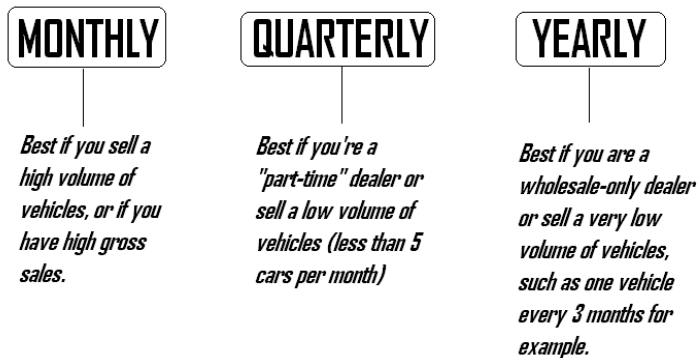 MONTHLY
Best if you sell a
high volume of
vehicles, or if you
have high gross
sales.
QUARTERLY
Best if you're a
"part-time" dealer or
sell a low volume of
vehicles (less than 5
cars per month)
YEARLY
Best if you are a
wholesale-only dealer
or sell a very low
volume of vehicles,
such as one vehicle
every 3 months for
example.